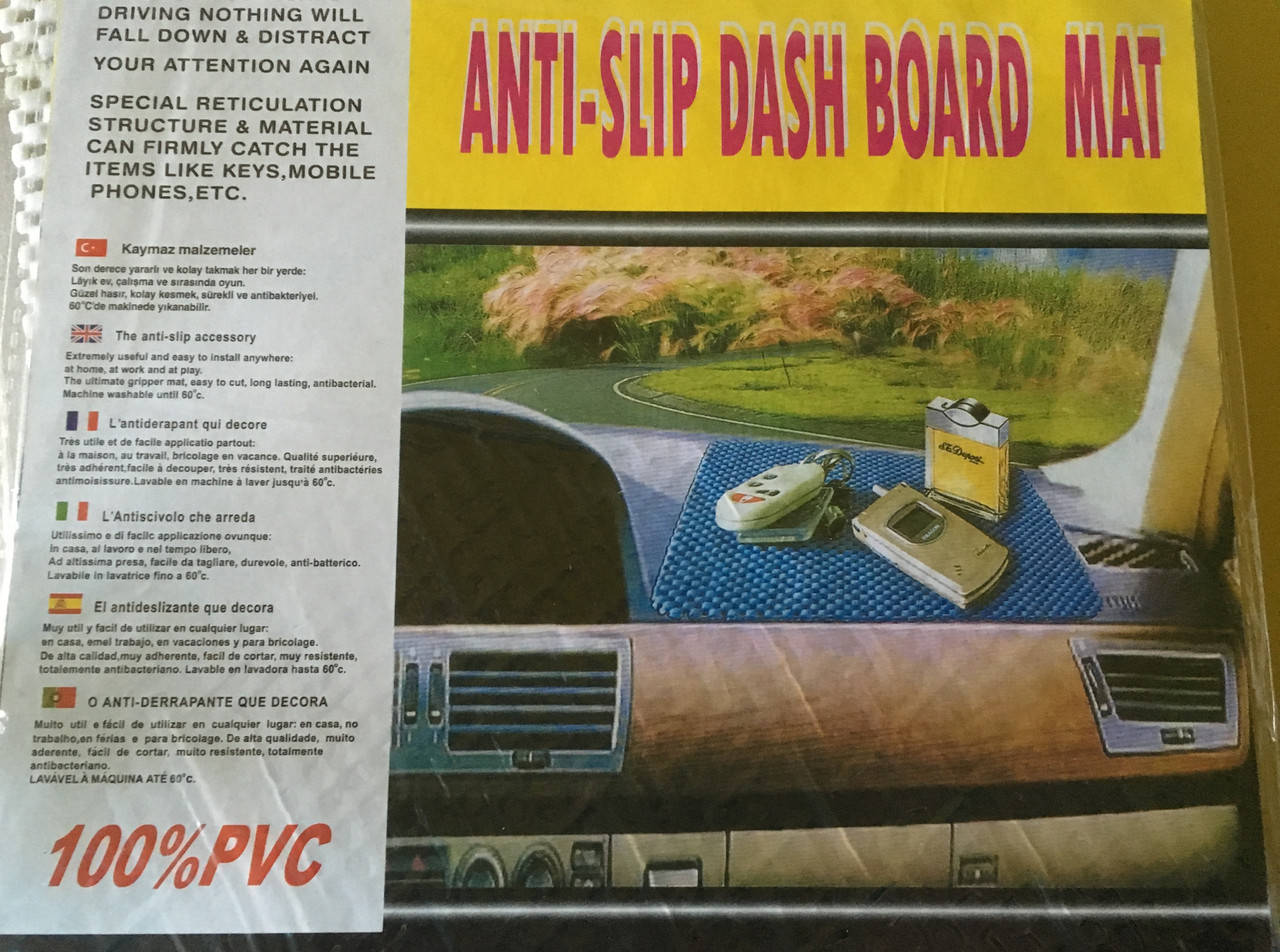 DRIVING NOTHING WILL
FALL DOWN & DISTRACT
YOUR ATTENTION AGAIN
SPECIAL RETICULATION
STRUCTURE & MATERIAL
CAN FIRMLY CATCH THE
ITEMS LIKE KEYS,MOBILE
PHONES,ETC.
Kaymaz malzemeler
Son derece yararlı ve kolay takmak her bir yerde:
Lâyık ev, çalışma ve sırasında oyun.
Güzel hasır, kolay kesmek, sürekli ve antibakteriyel.
60°C'de makinede yıkanabilir.
The anti-slip accessory
Extremely useful and easy to install anywhere:
at home, at work and at play.
The ultimate gripper mat, easy to cut, long lasting, antibacterial.
Machine washable until 60°c.
L'antiderapant qui decore
Très utile et de facile applicatio partout:
à la maison, au travail, bricolage en vacance. Qualité superiéure,
très adhérent,facile à decouper, très résistent, traité antibactéries
antimoisissure.Lavable en machine à laver jusqu'à 60°c.
L'Antiscivolo che arreda
Utilissimo e di facilc applicazione ovunque:
in casa, al lavoro e nel tempo libero,
Ad altissima presa, facile da tagliare, durevole, anti-batterico.
Lavabile in lavatrice fino a 60°c.
El antideslizante que decora
Muy util y facil de utilizar en cualquier lugar:
en casa, emel trabajo, en vacaciones y para bricolage.
De alta calidad,muy adherente, facil de cortar, muy resistente,
totalemente antibacteriano. Lavable en lavadora hasta 60°c.
O ANTI-DERRAPANTE QUE DECORA
Muito util e fácil de utilizar en cualquier lugar: en casa, no
trabalho,en férias e para bricolage. De alta qualidade, muito
aderente, fácil de cortar, muito resistente, totalmente
antibacteriano.
LAVÁVEL À MÁQUINA ATÉ 60°c.
100%PVC
ANTI-SLIP DASH BOARD MAT
S.T. Dupont